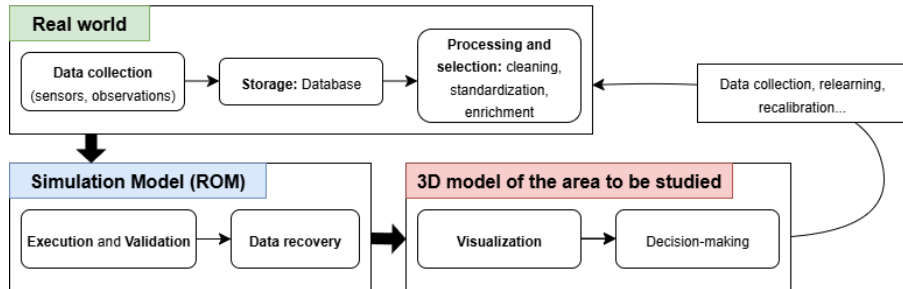 Real world
Data collection
(sensors, observations)
Storage: Database
Processing and
selection: cleaning,
standardization,
enrichment
Data collection, relearning,
recalibration...
Simulation Model (ROM)
Execution and Validation
Data recovery
3D model of the area to be studied
Visualization
Decision-making